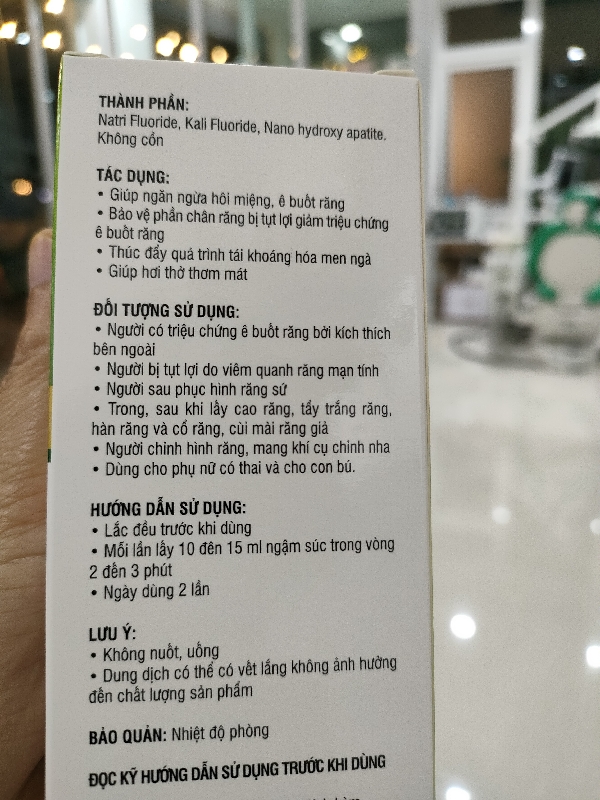 THÀNH PHẦN:
Natri Fluoride, Kali Fluoride, Nano hydroxy apatite.
Không cồn
TÁC DỤNG:
• Giúp ngăn ngừa hôi miệng, ê buốt răng
• Bảo vệ phần chân răng bị tụt lợi giảm triệu chứng
ê buốt răng
• Thúc đẩy quá trình tái khoáng hóa men ngà
• Giúp hơi thở thơm mát
ĐỐI TƯỢNG SỬ DỤNG:
• Người có triệu chứng ê buốt răng bởi kích thích
bên ngoài
• Người bị tụt lợi do viêm quanh răng mạn tính
• Người sau phục hình răng sứ
• Trong, sau khi lấy cao răng, tẩy trắng răng,
hàn răng và cổ răng, cùi mài răng giả
• Người chỉnh hình răng, mang khí cụ chỉnh nha
• Dùng cho phụ nữ có thai và cho con bú.
HƯỚNG DẪN SỬ DỤNG:
• Lắc đều trước khi dùng
• Mỗi lần lấy 10 đến 15 ml ngậm súc trong vòng
2 đến 3 phút
• Ngày dùng 2 lần
LƯU Ý:
• Không nuốt, uống
• Dung dịch có thể có vết lắng không ảnh hưởng
đến chất lượng sản phẩm
BẢO QUẢN: Nhiệt độ phòng
ĐỌC KỸ HƯỚNG DẪN SỬ DỤNG TRƯỚC KHI DÙNG